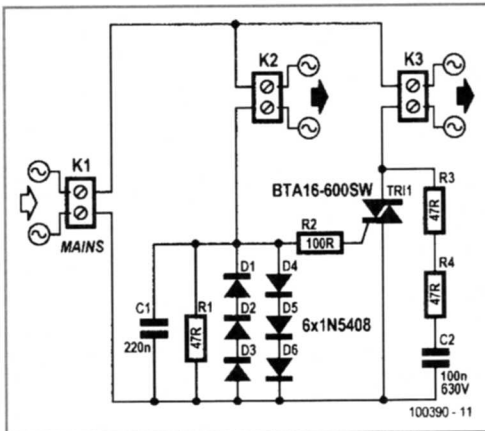 K2
K3
K1
MAINS
BTA16-600SW
TRI1
R3
47R
R2
100R
R4
47R
D1
D4
C1
220n
R1
47R
D2
D5
6x1N5408
D3
D6
C2
100n
630V
100390 - 11